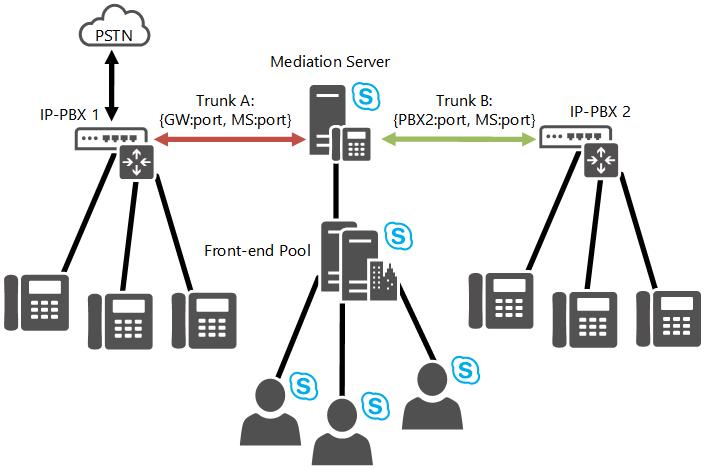 PSTN
Mediation Server
IP-PBX 1
Trunk A:
{GW:port, MS:port}
Trunk B:
{PBX2:port, MS:port}
IP-PBX 2
Front-end Pool